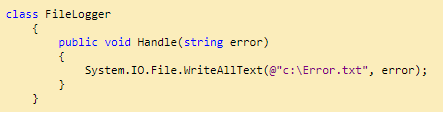 class FileLogger
    {
        public void Handle(string error)
        {
            System.IO.File.WriteAllText(@"c:\Error.txt", error);
        }
    }